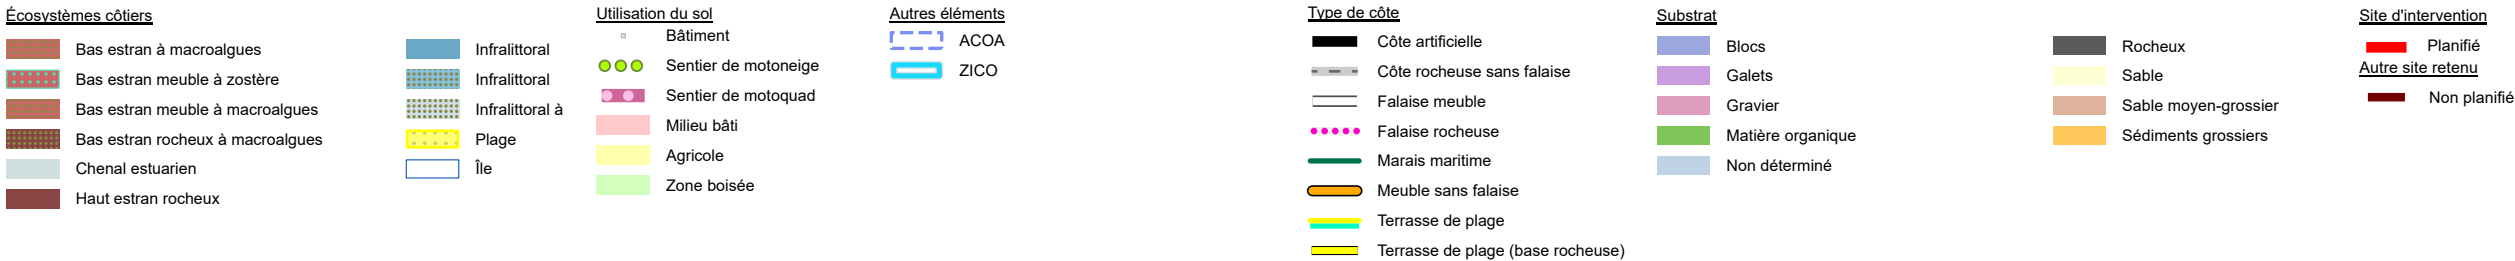 Écosystèmes côtiers
Bas estran à macroalgues
Bas estran meuble à zostère
Bas estran meuble à macroalgues
Bas estran rocheux à macroalgues
Chenal estuarien
Haut estran rocheux
Infralittoral
Infralittoral
Infralittoral à
Plage
Île
Utilisation du sol
Bâtiment
Sentier de motoneige
Sentier de motoquad
Milieu bâti
Agricole
Zone boisée
Autres éléments
ACOA
ZICO
Type de côte
Côte artificielle
Côte rocheuse sans falaise
Falaise meuble
Falaise rocheuse
Marais maritime
Meuble sans falaise
Terrasse de plage
Terrasse de plage (base rocheuse)
Substrat
Blocs
Galets
Gravier
Matière organique
Non déterminé
Rocheux
Sable
Sable moyen-grossier
Sédiments grossiers
Site d'intervention
Planifié
Autre site retenu
Non planifié